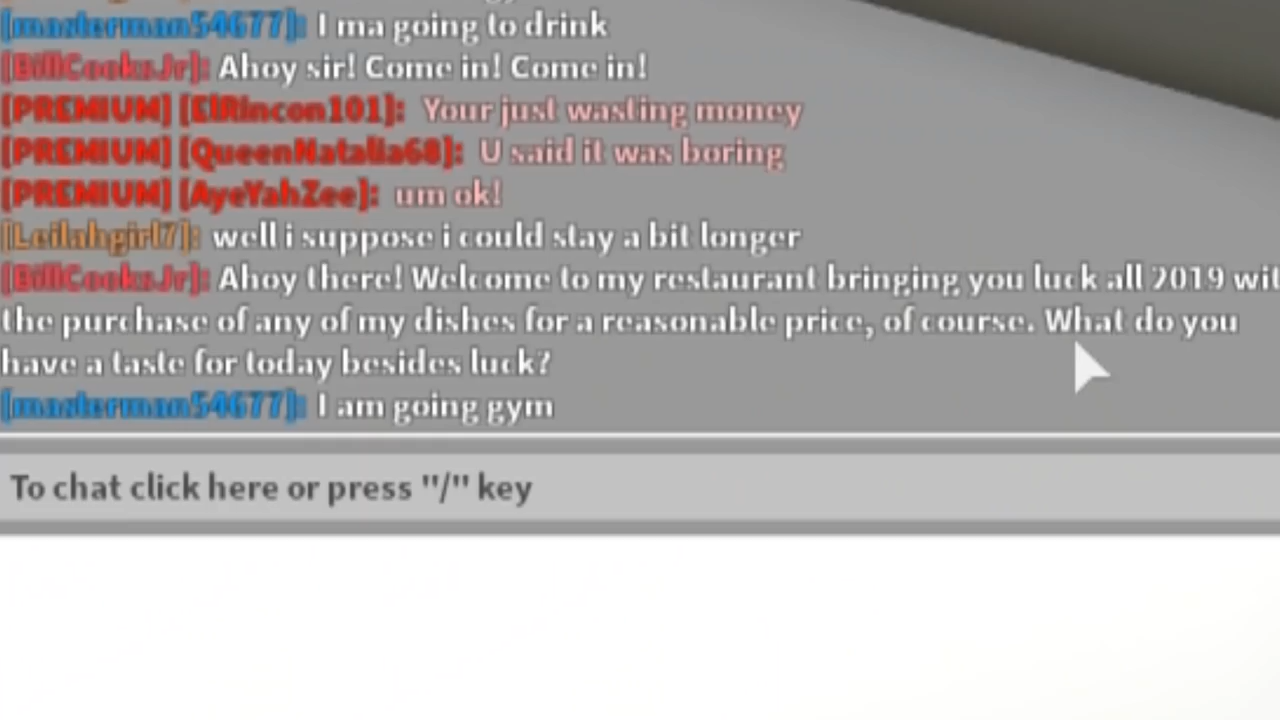 [masterman54677]: I ma going to drink
[BillCooksJr]: Ahoy sir! Come in! Come in!
[PREMIUM] [ElRincon101]: Your just wasting money
[PREMIUM] [QueenNatalia68]: U said it was boring
[PREMIUM] [AyeYahZee]: um ok!
[Leilahgirl7]: well i suppose i could stay a bit longer
[BillCooksJr]: Ahoy there! Welcome to my restaurant bringing you luck all 2019 wit
the purchase of any of my dishes for a reasonable price, of course. What do you
have a taste for today besides luck?
[masterman54677]: I am going gym
To chat click here or press "/" key